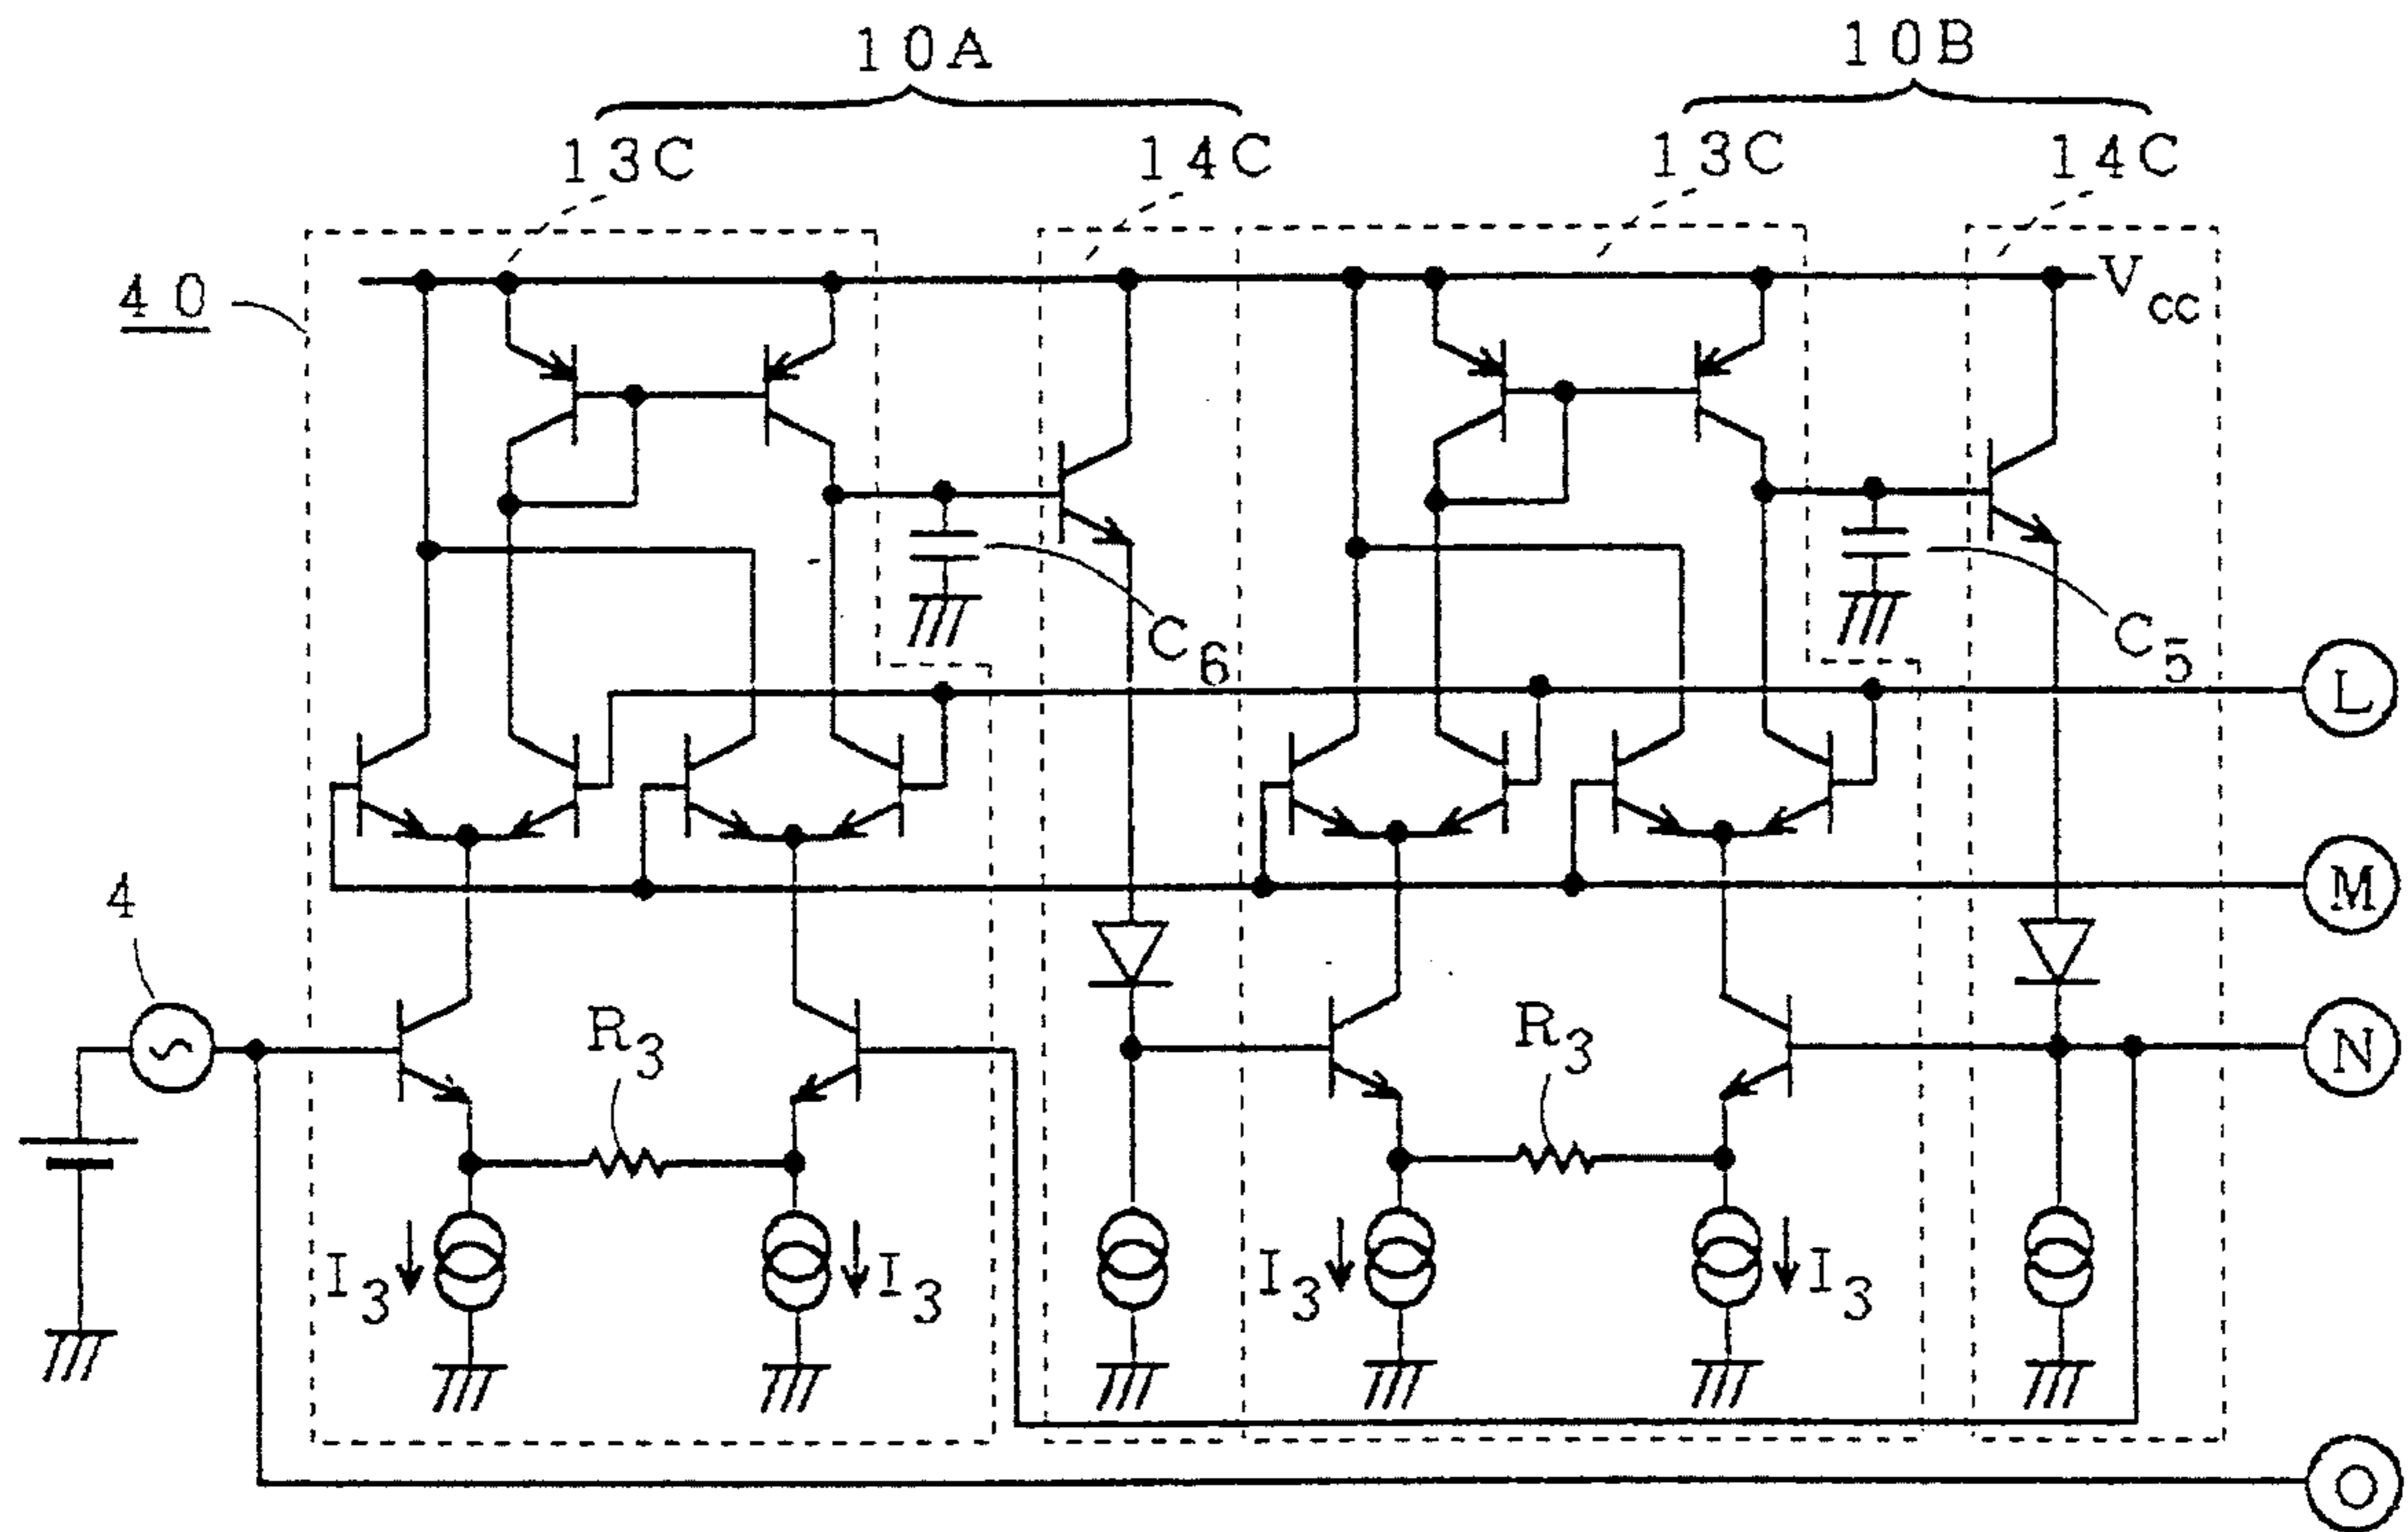 10A 10B
13C 14C 13C 14C
40 Vcc
C6 C5
L
M
4
N
R3 R3
I3 I3 I3 I3
O